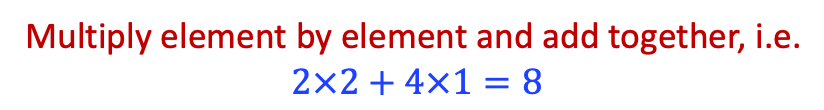 Multiply element by element and add together, i.e.
2×2 + 4×1 = 8